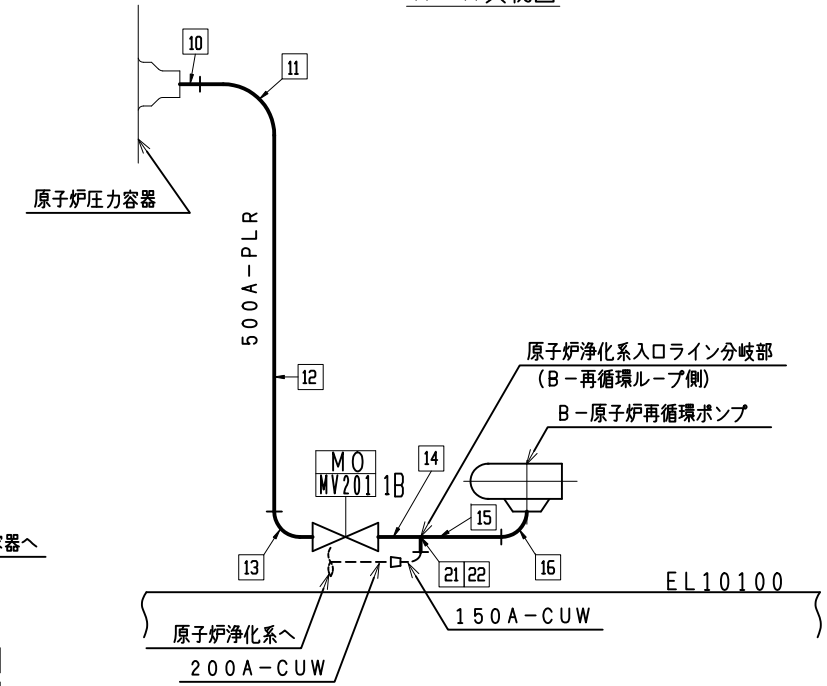 10
11
原子炉圧力容器
500A-PLR
12
原子炉浄化系入口ライン分岐部
(B-再循環ループ側)
B-原子炉再循環ポンプ
MO
MV201 1B
14
15
器へ
13
21 22
16
EL10100
150A-CUW
原子炉浄化系へ
200A-CUW